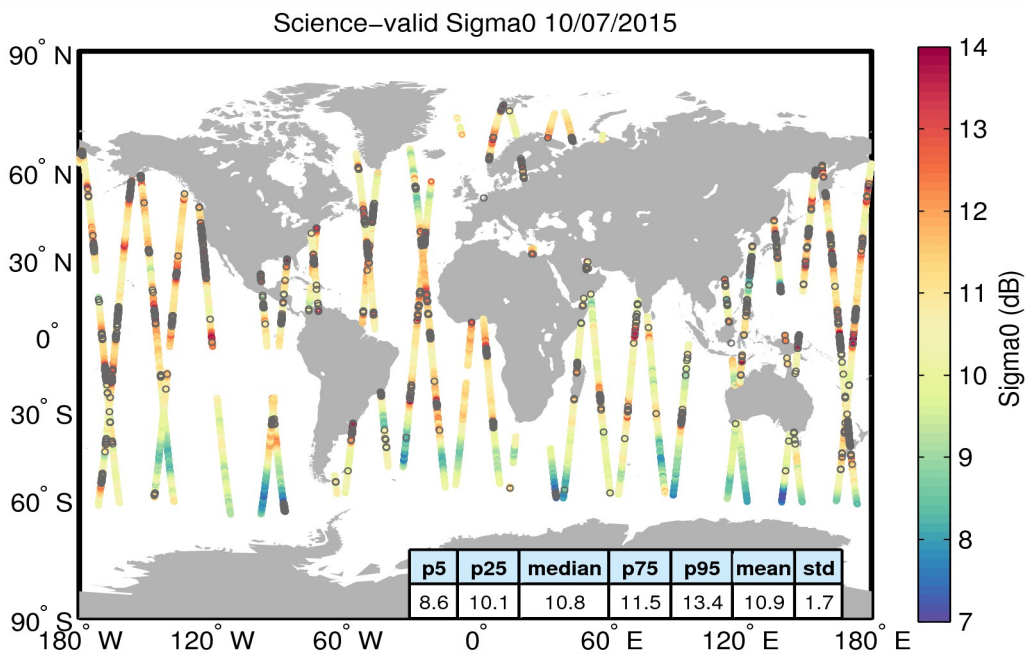 Science−valid Sigma0 10/07/2015
90° N
60° N
30° N
0°
30° S
60° S
90° S
180° W 120° W 60° W 0° 60° E 120° E 180° E
p5 p25 median p75 p95 mean std
8.6 10.1 10.8 11.5 13.4 10.9 1.7
14
13
12
11
10
9
8
7
Sigma0 (dB)